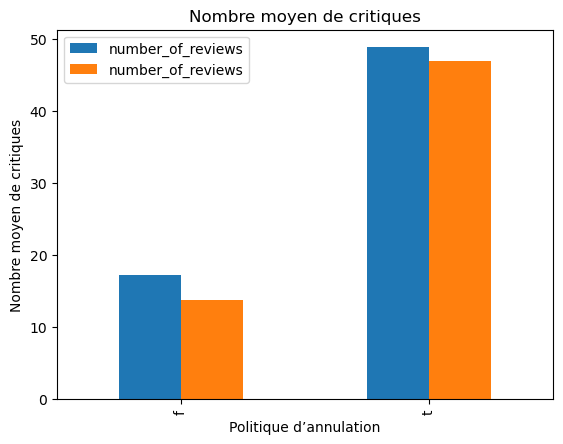 Nombre moyen de critiques
number_of_reviews
number_of_reviews
Nombre moyen de critiques
50
40
30
20
10
0
f
t
Politique d’annulation